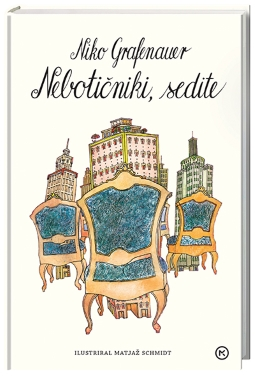 Niko Grafenauer
Nebotičniki, sedite
ILUSTRIRAL MATJAŽ SCHMIDT